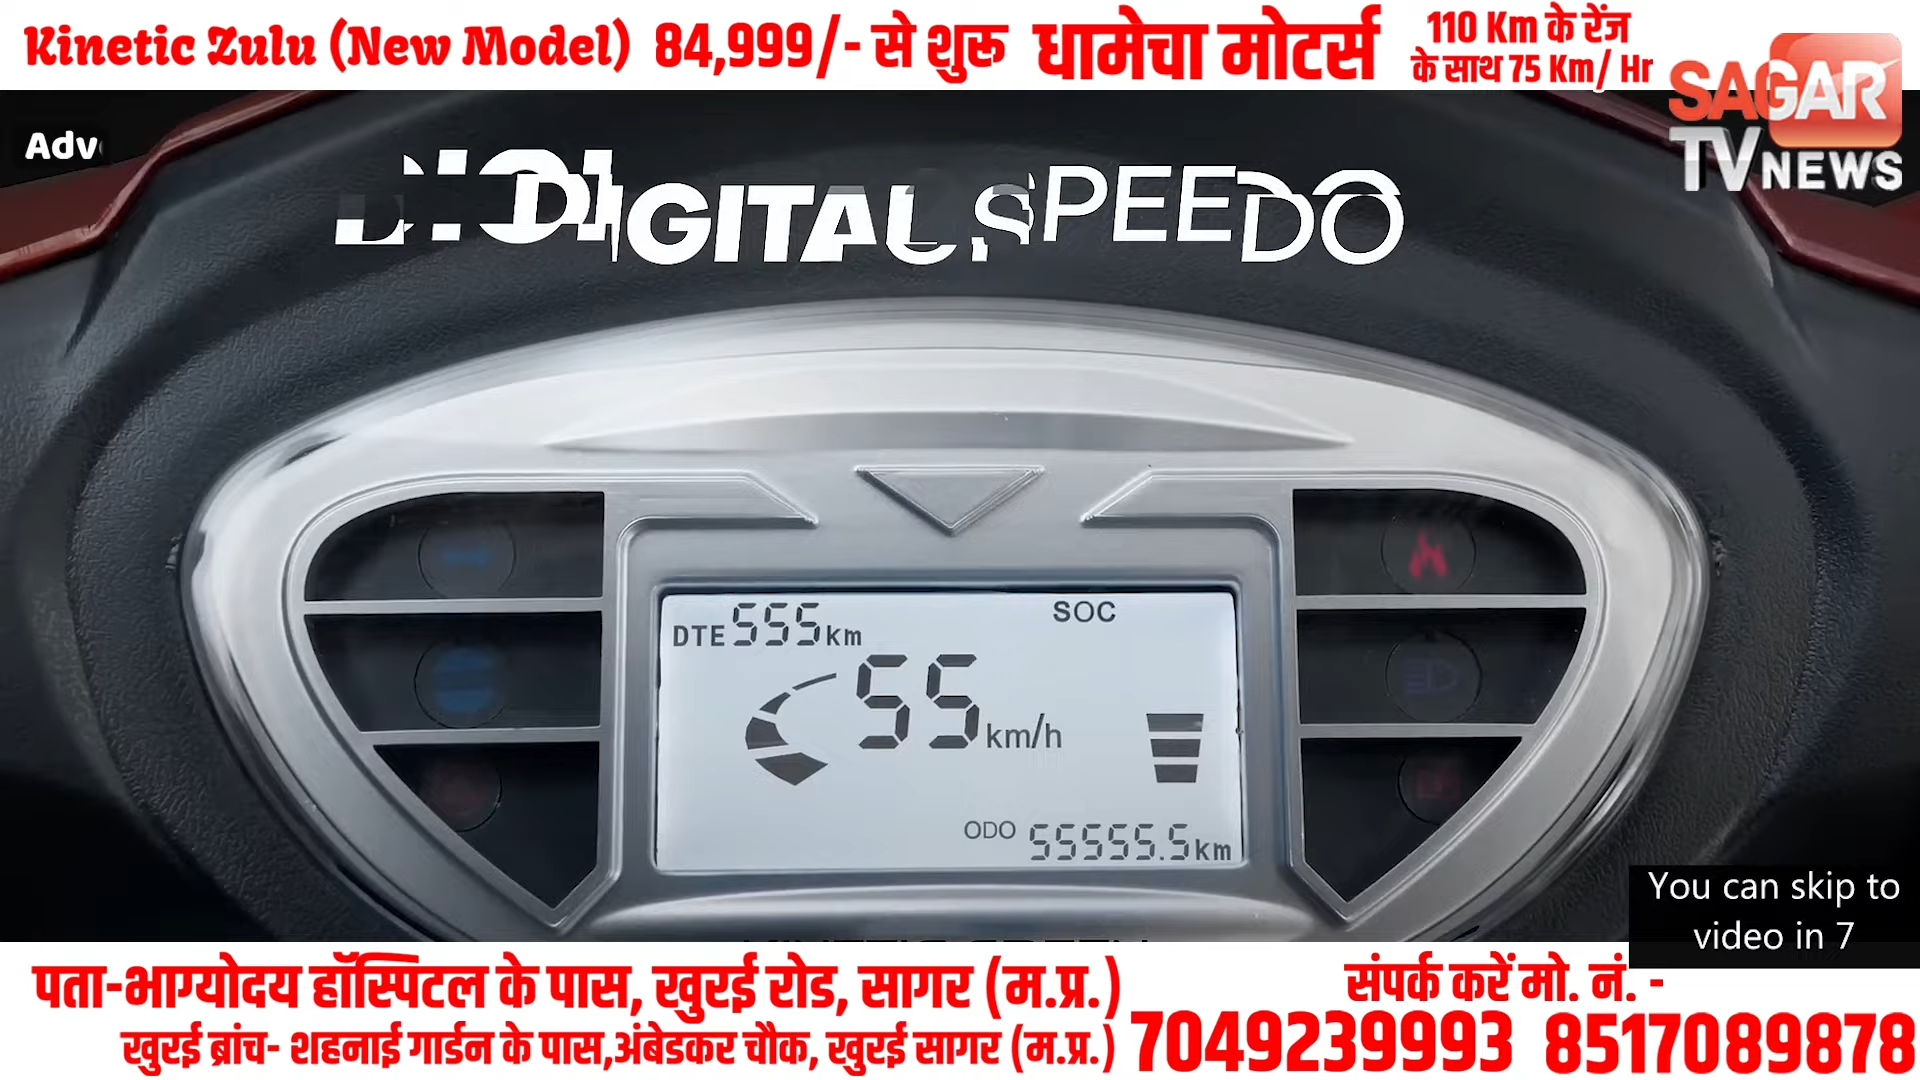 Kinetic Zulu (New Model) 84,999/- से शुरू धामेचा मोटर्स
110 Km के रेंज
के साथ 75 Km/ Hr
SAGAR
TV NEWS
Adv
DIGITAL SPEEDO
DTE 555 km
SOC
55 km/h
ODO 55555.5 km
You can skip to
video in 7
पता-भाग्योदय हॉस्पिटल के पास, खुरई रोड, सागर (म.प्र.)
खुरई ब्रांच- शहनाई गार्डन के पास,अंबेडकर चौक, खुरई सागर (म.प्र.)
संपर्क करें मो. नं. -
7049239993 8517089878